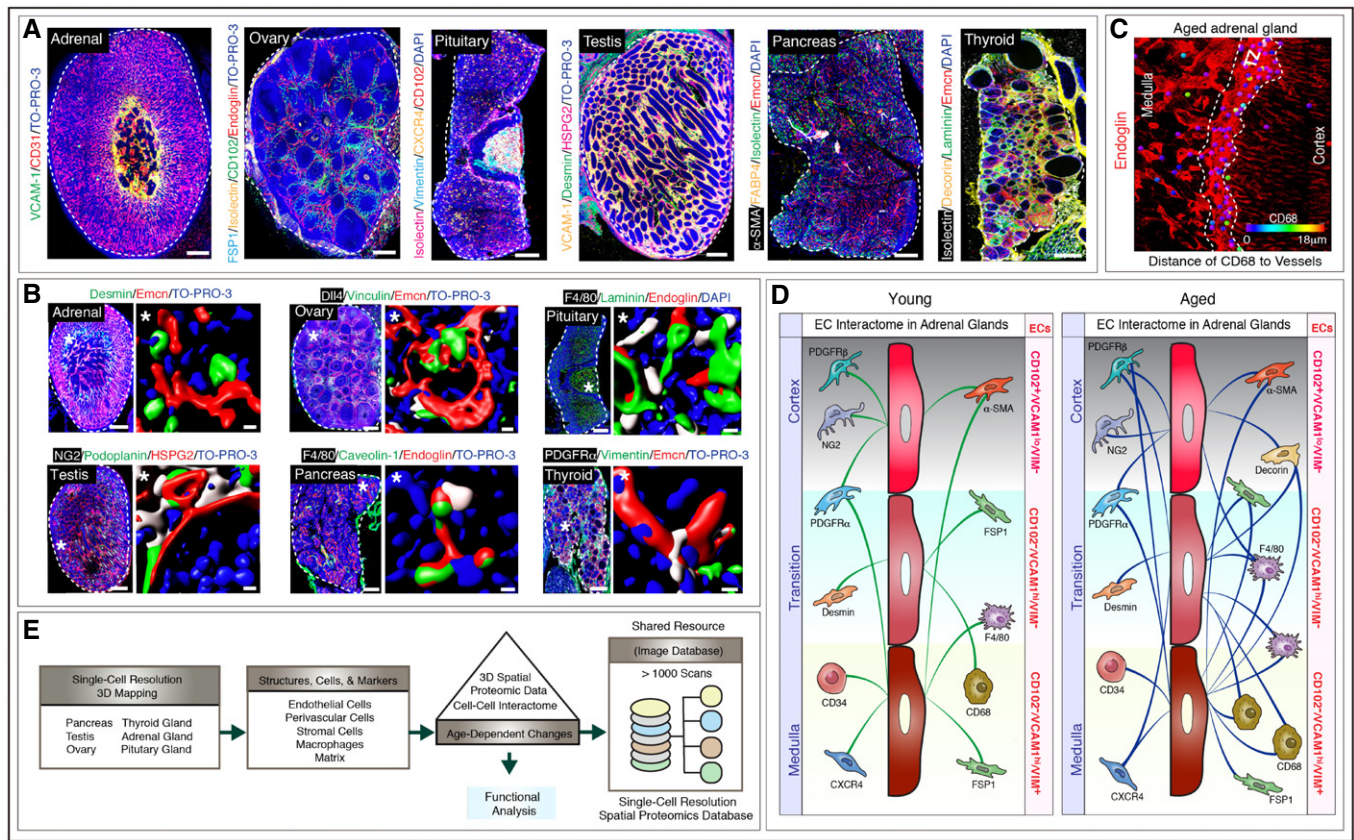 A
Adrenal
VCAM-1/CD31/TO-PRO-3
Ovary
FSP1/Isolectin/CD102/Endoglin/TO-PRO-3
Pituitary
Isolectin/Vimentin/CXCR4/CD102/DAPI
Testis
VCAM-1/Desmin/HSPG2/TO-PRO-3
Pancreas
α-SMA/FABP4/Isolectin/Emcn/DAPI
Thyroid
Isolectin/Decorin/Laminin/Emcn/DAPI
C
Aged adrenal gland
Endoglin
Medulla
Cortex
CD68
0
18μm
Distance of CD68 to Vessels
B
Desmin/Emcn/TO-PRO-3
Adrenal
*
*
Dll4/Vinculin/Emcn/TO-PRO-3
Ovary
*
*
F4/80/Laminin/Endoglin/DAPI
Pituitary
*
*
NG2/Podoplanin/HSPG2/TO-PRO-3
Testis
*
*
F4/80/Caveolin-1/Endoglin/TO-PRO-3
Pancreas
*
*
PDGFRα/Vimentin/Emcn/TO-PRO-3
Thyroid
*
*
D
Young
EC Interactome in Adrenal Glands
ECs
Cortex
Transition
Medulla
PDGFRβ
α-SMA
NG2
PDGFRα
FSP1
Desmin
F4/80
CD34
CD68
CXCR4
FSP1
CD102+/VCAM1lo/VIM-
CD102-/VCAM1hi/VIM-
CD102-/VCAM1hi/VIM+
Aged
EC Interactome in Adrenal Glands
ECs
Cortex
Transition
Medulla
PDGFRβ
α-SMA
NG2
Decorin
PDGFRα
FSP1
F4/80
Desmin
CD34
CD68
CXCR4
FSP1
CD102+/VCAM1lo/VIM-
CD102-/VCAM1hi/VIM-
CD102-/VCAM1hi/VIM+
E
Single-Cell Resolution
3D Mapping
Pancreas Thyroid Gland
Testis Adrenal Gland
Ovary Pitutary Gland
Structures, Cells, & Markers
Endothelial Cells
Perivascular Cells
Stromal Cells
Macrophages
Matrix
3D Spatial
Proteomic Data
Cell-Cell Interactome
Age-Dependent Changes
Functional
Analysis
Shared Resource
(Image Database)
> 1000 Scans
Single-Cell Resolution
Spatial Proteomics Database